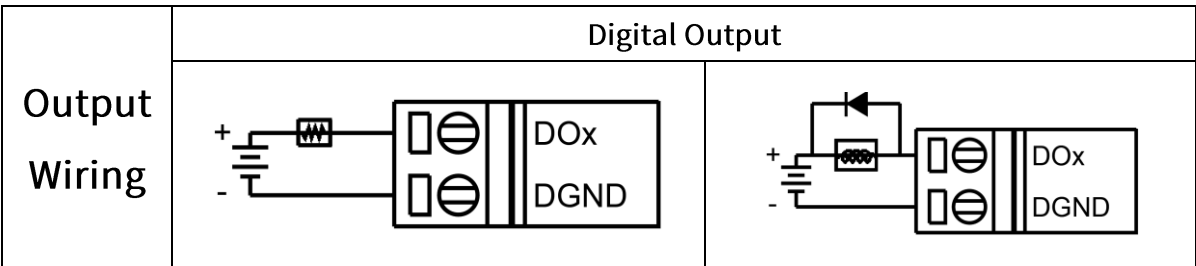 Output
Wiring
Digital Output
+
DOx
-
DGND
+
DOx
-
DGND